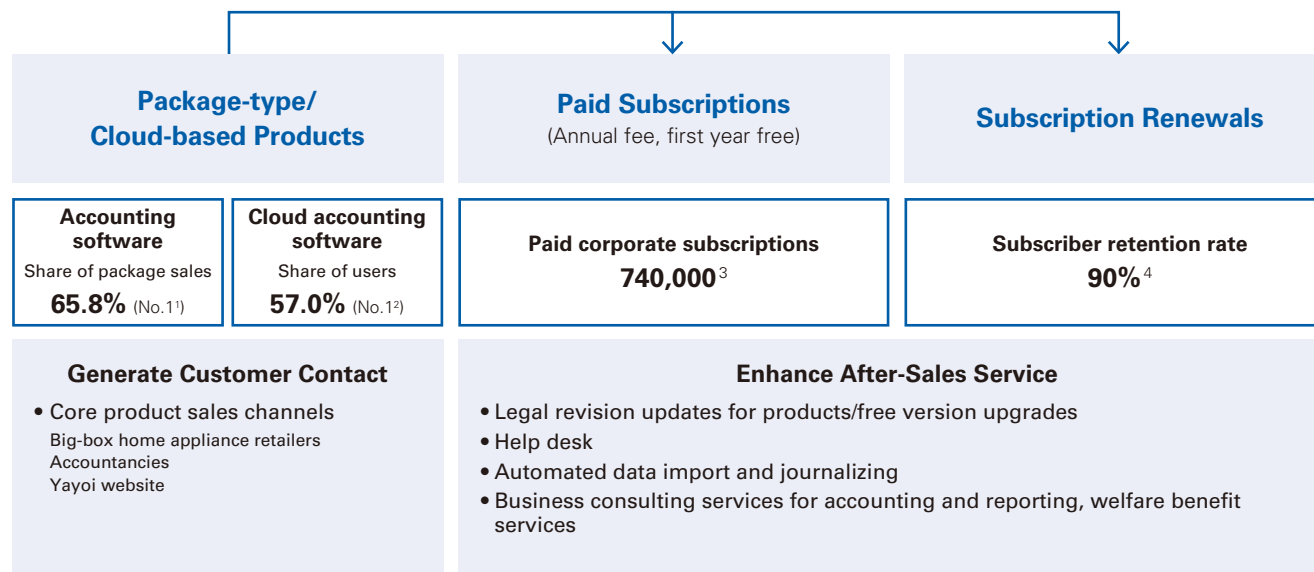 Package-type/
Cloud-based Products
Paid Subscriptions
(Annual fee, first year free)
Subscription Renewals
Accounting
software
Share of package sales
65.8% (No.1¹)
Cloud accounting
software
Share of users
57.0% (No.1²)
Paid corporate subscriptions
740,000³
Subscriber retention rate
90%⁴
Generate Customer Contact
• Core product sales channels
Big-box home appliance retailers
Accountancies
Yayoi website
Enhance After-Sales Service
• Legal revision updates for products/free version upgrades
• Help desk
• Automated data import and journalizing
• Business consulting services for accounting and reporting, welfare benefit
services